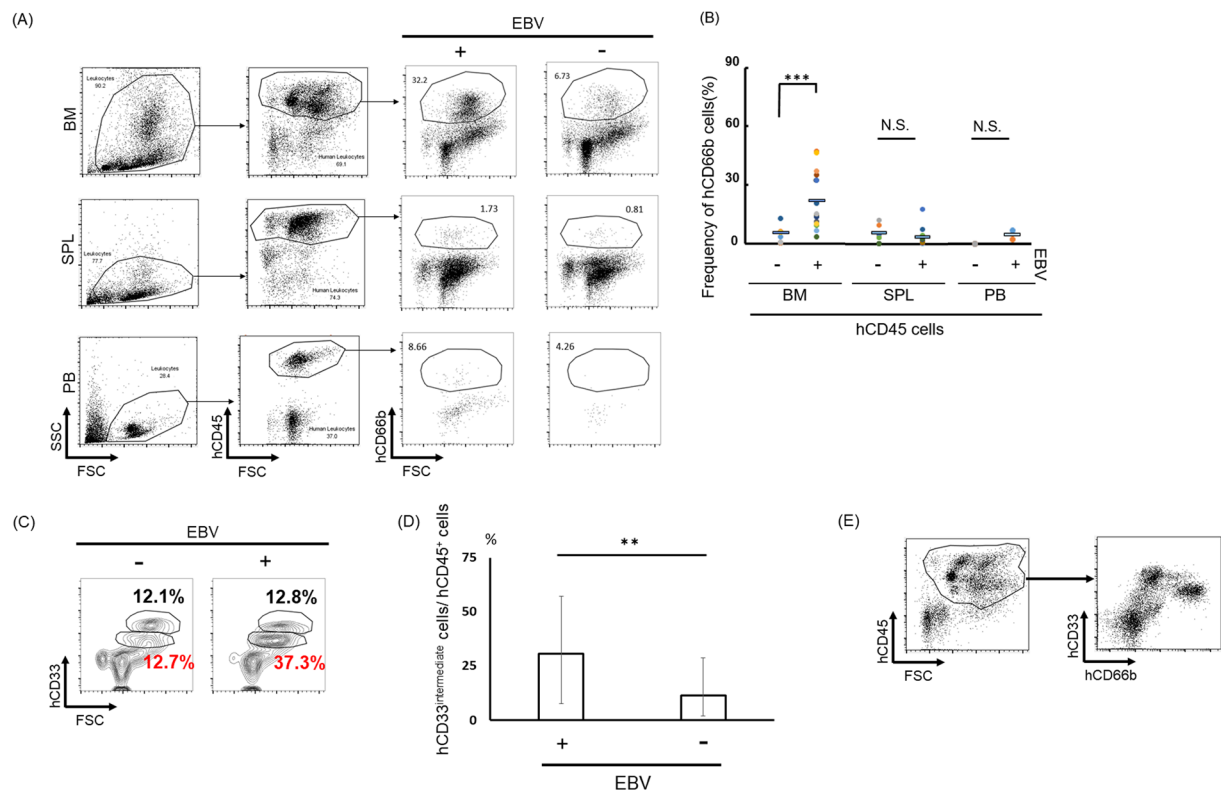 (A)
EBV
+
-
BM
Leukocytes
90.2
Human Leukocytes
69.1
32.2
6.73
SPL
Leukocytes
77.7
Human Leukocytes
74.3
1.73
0.81
PB
Leukocytes
28.4
Human Leukocytes
37.0
8.66
4.26
SSC
FSC
hCD45
FSC
hCD66b
FSC
(B)
Frequency of hCD66b cells(%)
90
60
30
0
***
N.S.
N.S.
- + - + - +
EBV
BM SPL PB
hCD45 cells
(C)
EBV
- +
12.1%
12.7%
12.8%
37.3%
hCD33
FSC
(D)
hCD33intermediate cells/ hCD45+ cells
%
75
50
25
0
**
+ -
EBV
(E)
hCD45
FSC
hCD33
hCD66b